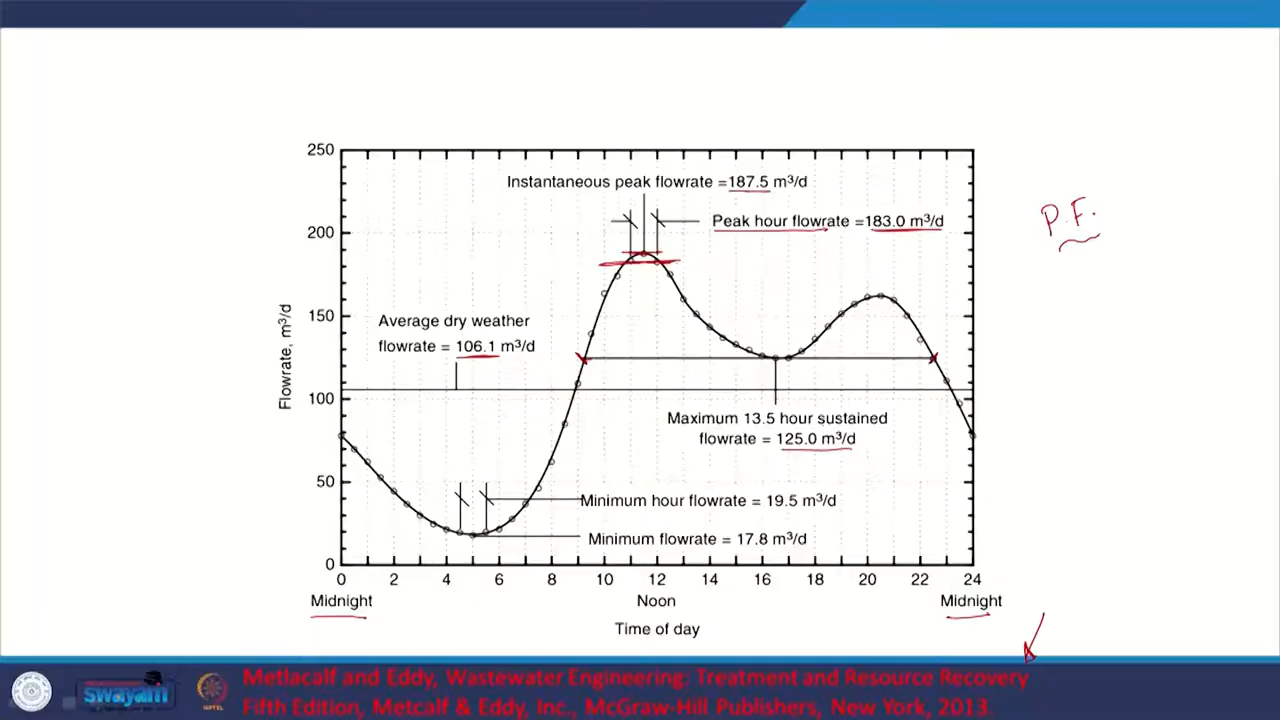 250
Instantaneous peak flowrate =187.5 m³/d
Peak hour flowrate =183.0 m³/d
P.F.
200
Flowrate, m³/d
150
Average dry weather
flowrate = 106.1 m³/d
100
Maximum 13.5 hour sustained
flowrate = 125.0 m³/d
50
Minimum hour flowrate = 19.5 m³/d
Minimum flowrate = 17.8 m³/d
0
0 2 4 6 8 10 12 14 16 18 20 22 24
Midnight Noon Midnight
Time of day
swayam
Metlacalf and Eddy, Wastewater Engineering: Treatment and Resource Recovery
Fifth Edition, Metcalf & Eddy, Inc., McGraw-Hill Publishers, New York, 2013.